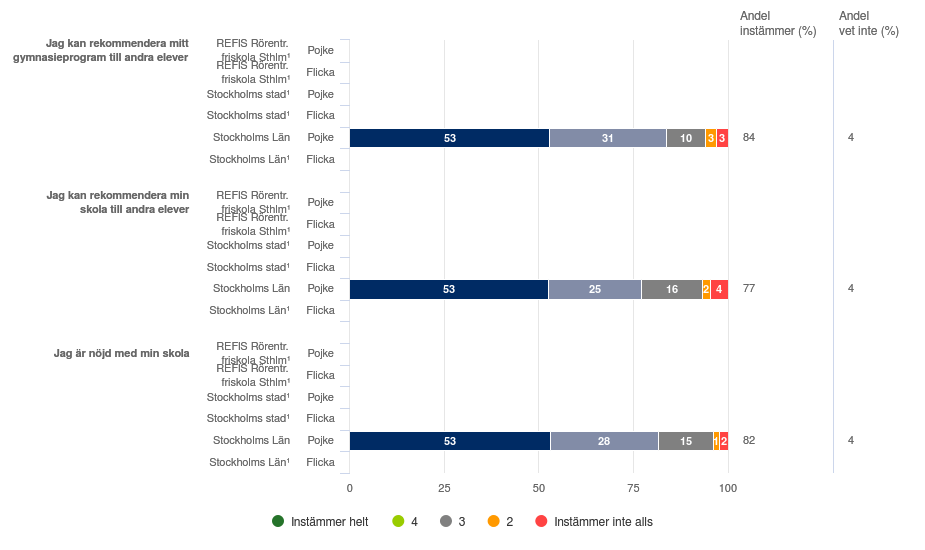 Andel
instämmer (%)
Andel
vet inte (%)
Jag kan rekommendera mitt
gymnasieprogram till andra elever
REFIS Rörentr.
friskola Sthlm¹
Pojke
REFIS Rörentr.
friskola Sthlm¹
Flicka
Stockholms stad¹ Pojke
Stockholms stad¹ Flicka
Stockholms Län Pojke 53 31 10 3 3 84 4
Stockholms Län¹ Flicka
Jag kan rekommendera min
skola till andra elever
REFIS Rörentr.
friskola Sthlm¹
Pojke
REFIS Rörentr.
friskola Sthlm¹
Flicka
Stockholms stad¹ Pojke
Stockholms stad¹ Flicka
Stockholms Län Pojke 53 25 16 2 4 77 4
Stockholms Län¹ Flicka
Jag är nöjd med min skola
REFIS Rörentr.
friskola Sthlm¹
Pojke
REFIS Rörentr.
friskola Sthlm¹
Flicka
Stockholms stad¹ Pojke
Stockholms stad¹ Flicka
Stockholms Län Pojke 53 28 15 1 2 82 4
Stockholms Län¹ Flicka
0 25 50 75 100
Instämmer helt 4 3 2 Instämmer inte alls